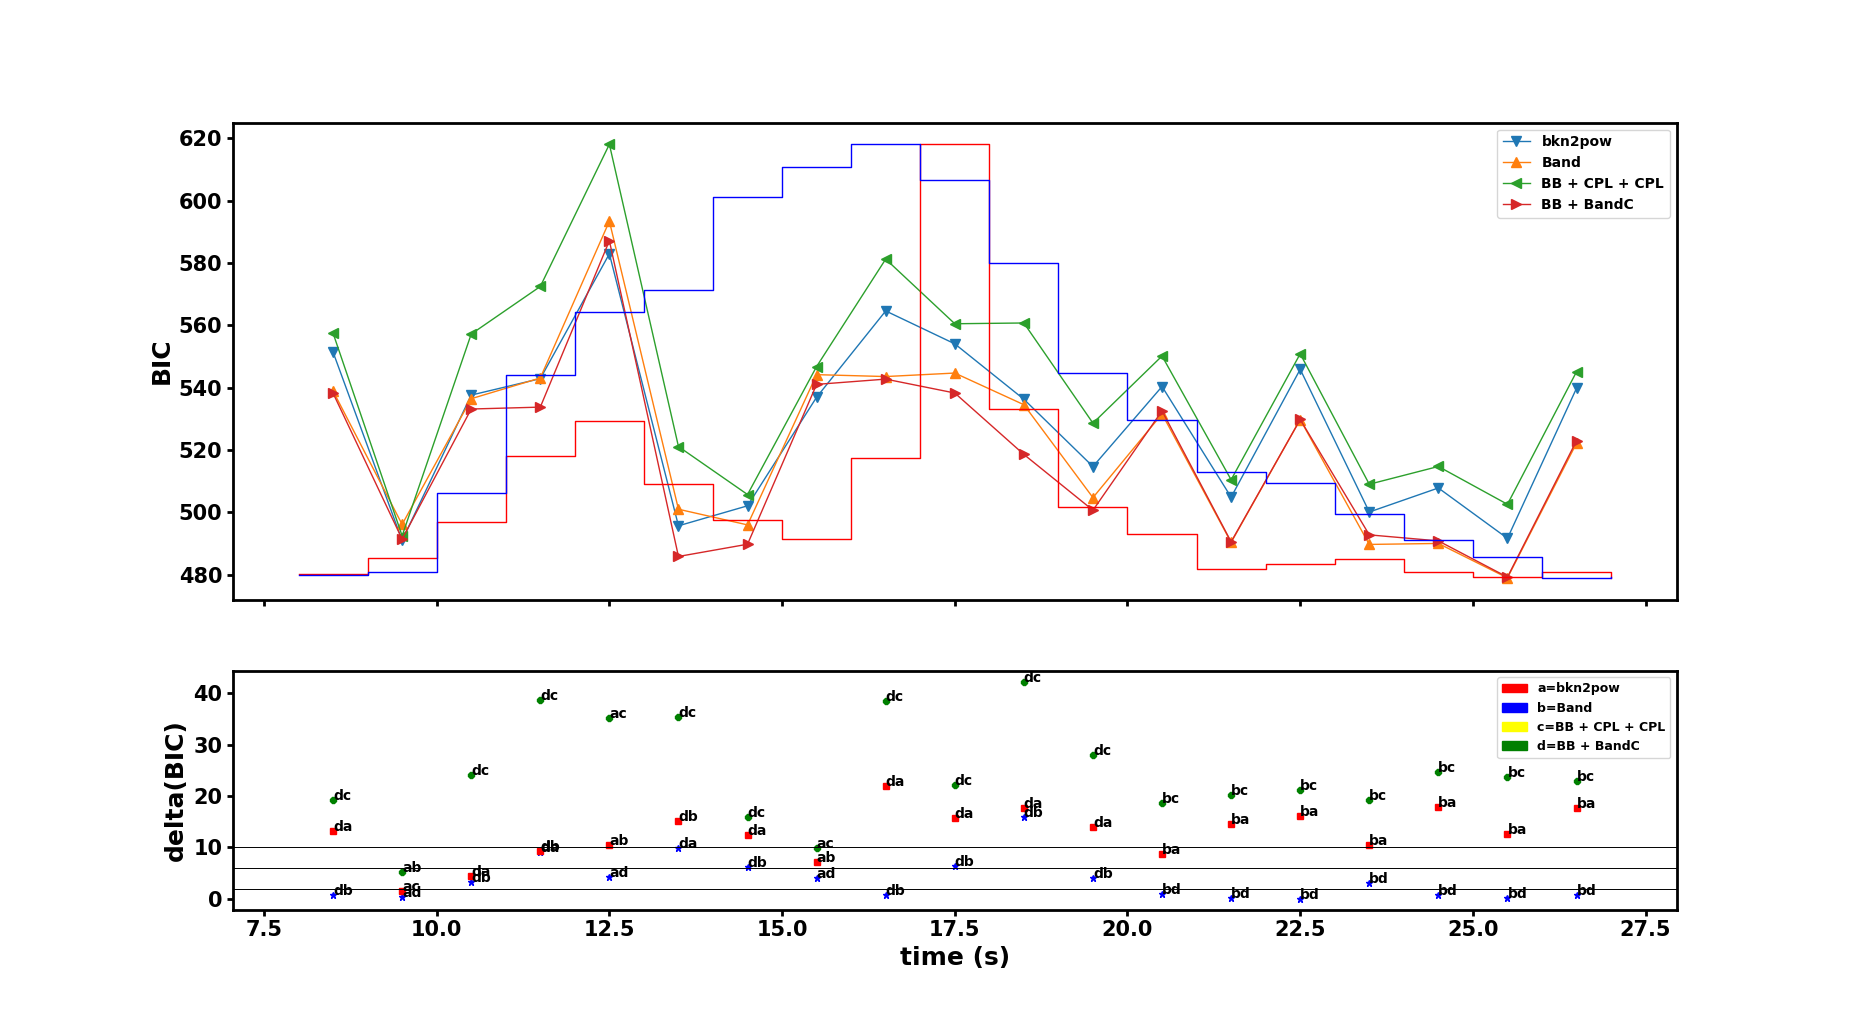 620
600
580
560
540
520
500
480
BIC
bkn2pow
Band
BB + CPL + CPL
BB + BandC
40
30
20
10
0
delta(BIC)
a=bkn2pow
b=Band
c=BB + CPL + CPL
d=BB + BandC
dc
da
db
ab
ac
ad
dc
da
db
dc
db
da
ac
ab
ad
dc
db
da
dc
da
db
ac
ab
ad
dc
da
db
dc
da
db
dc
da
db
dc
da
db
bc
ba
bd
bc
ba
bd
bc
ba
bd
bc
ba
bd
bc
ba
bd
bc
ba
bd
bc
ba
bd
7.5 10.0 12.5 15.0 17.5 20.0 22.5 25.0 27.5
time (s)